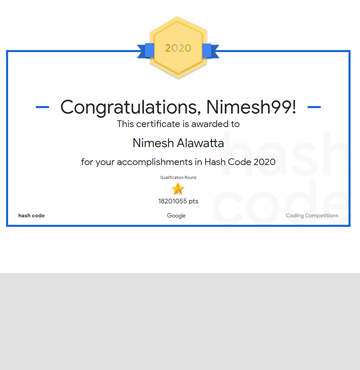 2020
Congratulations, Nimesh99!
This certificate is awarded to
Nimesh Alawatta
for your accomplishments in Hash Code 2020
Qualification Round
18201055 pts
hash code
Google
Coding Competitions
hash
code